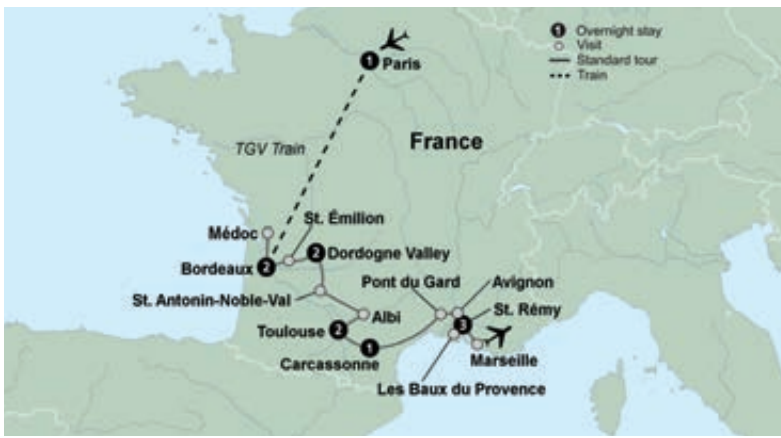 1 Overnight stay
Visit
Standard tour
Train
1 Paris
TGV Train
France
St. Émilion
Médoc
2 Dordogne Valley
Bordeaux 2
Pont du Gard
Avignon
St. Antonin-Noble-Val
St. Rémy
3
Albi
Toulouse 2
1
Marseille
Carcassonne
Les Baux du Provence